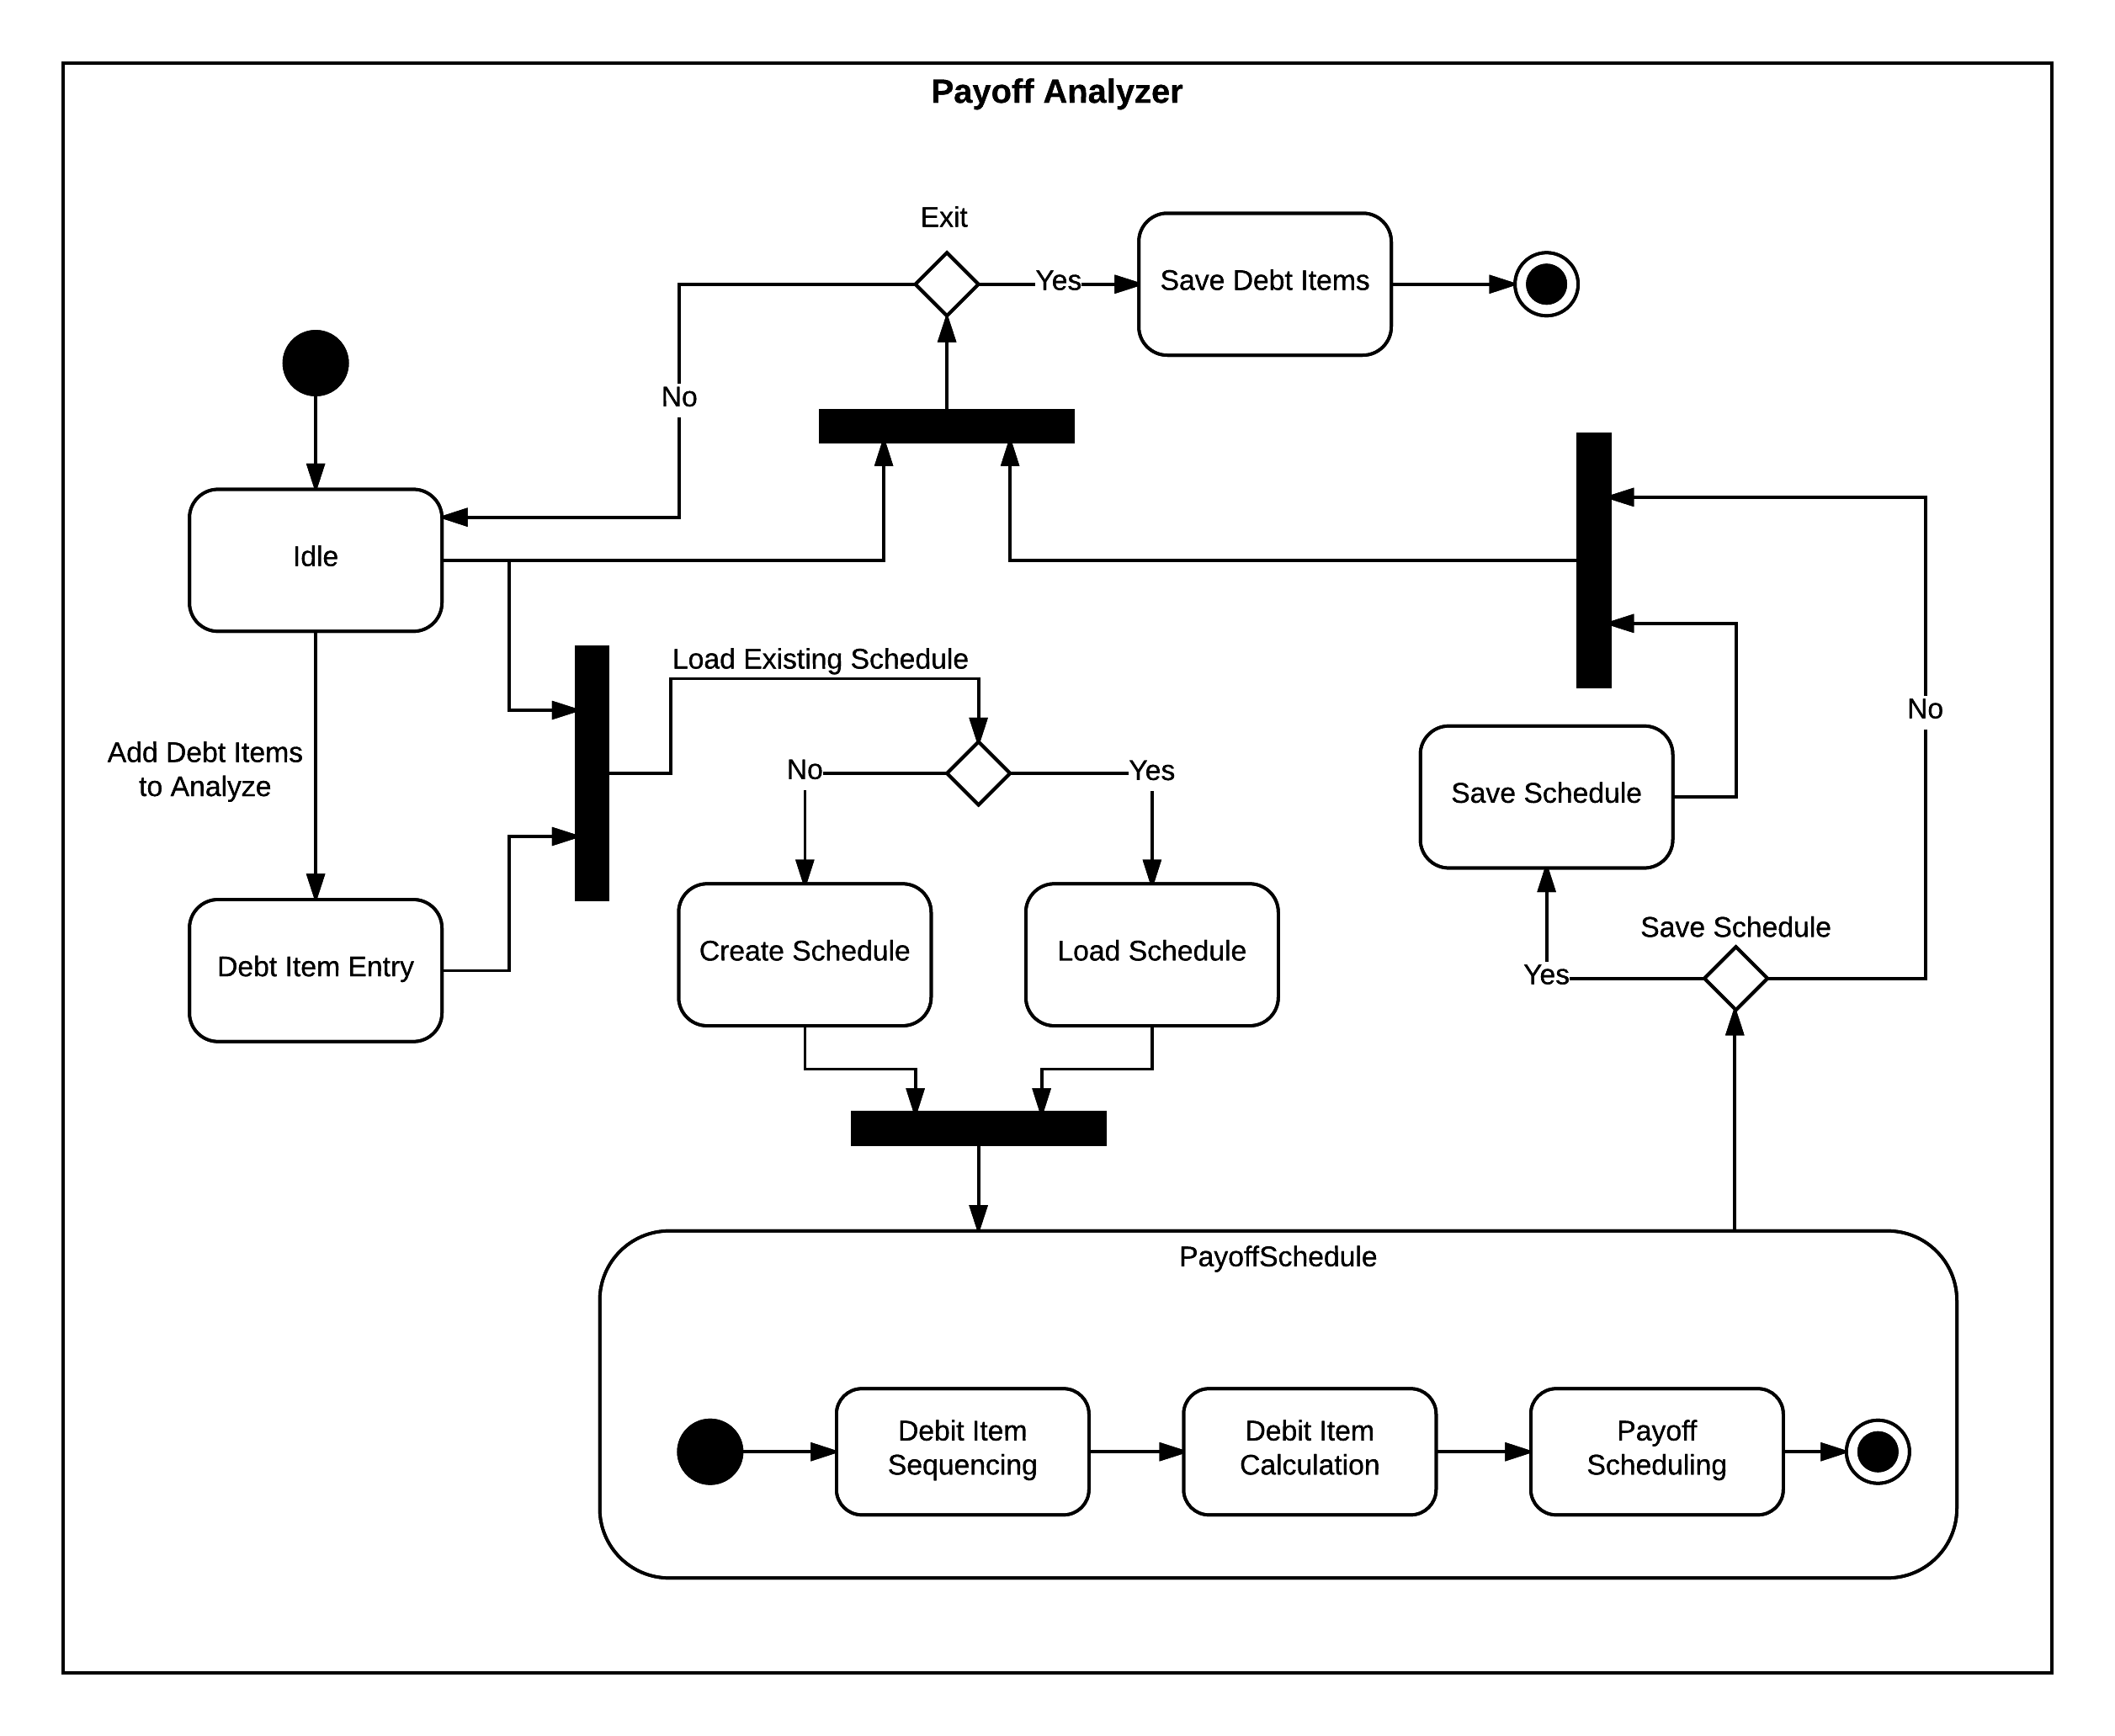 Payoff Analyzer
Exit
Yes
Save Debt Items
No
Idle
Load Existing Schedule
No
Add Debt Items
to Analyze
No
Yes
Save Schedule
Save Schedule
Create Schedule
Load Schedule
Debt Item Entry
Yes
PayoffSchedule
Debit Item
Sequencing
Debit Item
Calculation
Payoff
Scheduling